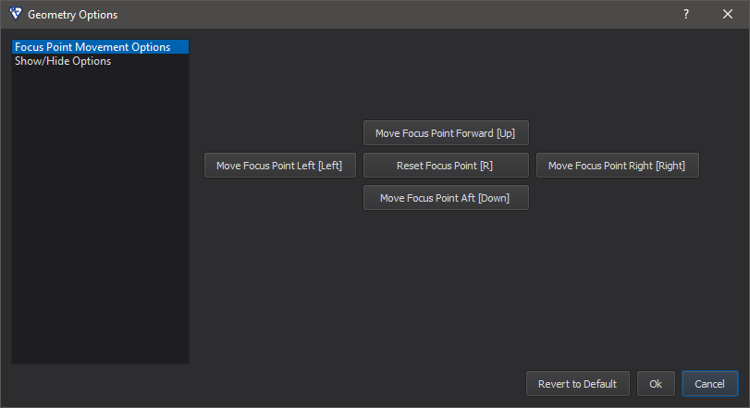 Geometry Options
?
Focus Point Movement Options
Show/Hide Options
Move Focus Point Forward [Up]
Move Focus Point Left [Left]
Reset Focus Point [R]
Move Focus Point Right [Right]
Move Focus Point Aft [Down]
Revert to Default
Ok
Cancel